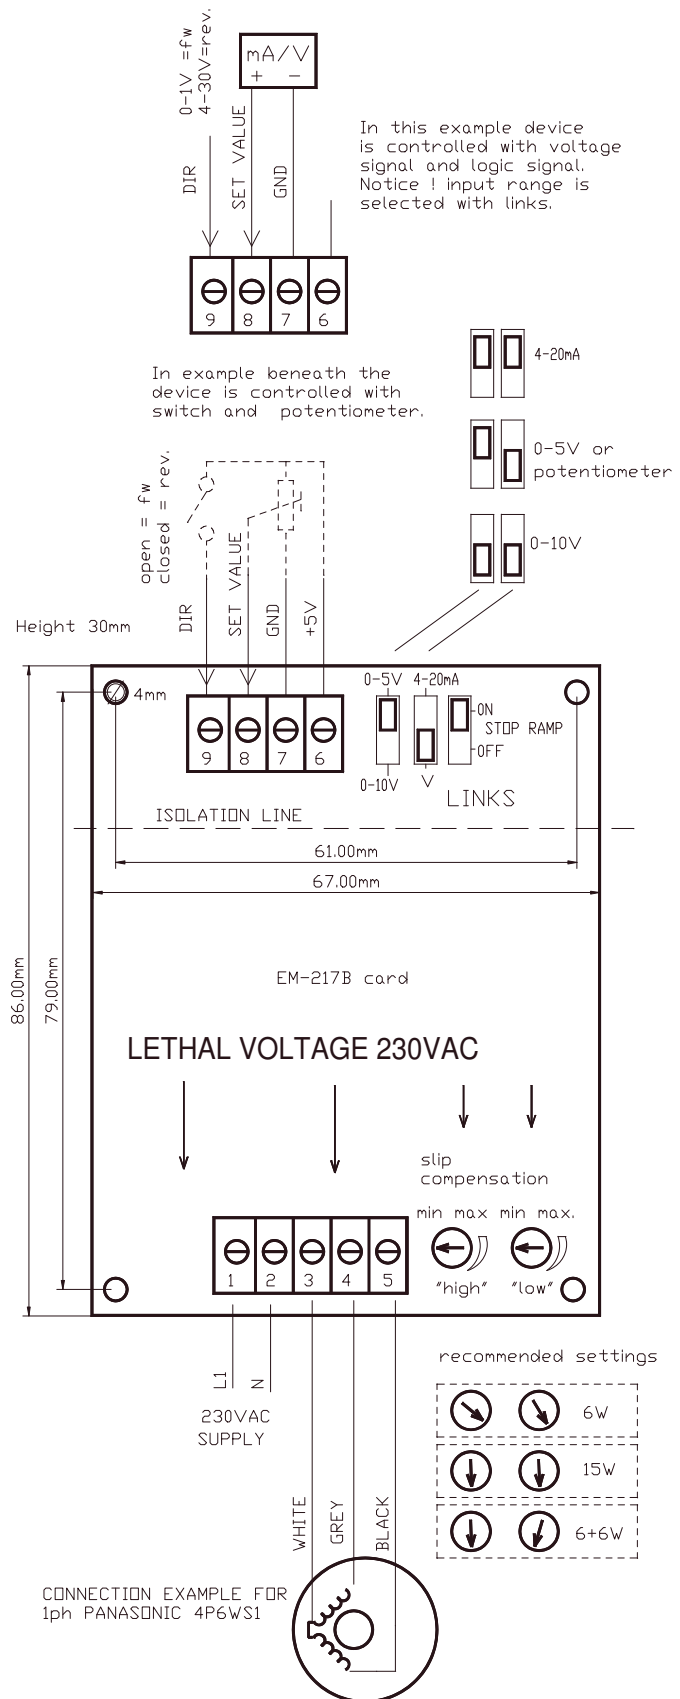 0-1V =fw
4-30V=rev.
mA/V
+ -
DIR
SET VALUE
GND
In this example device
is controlled with voltage
signal and logic signal.
Notice ! input range is
selected with links.
9 8 7 6
4-20mA
In example beneath the
device is controlled with
switch and potentiometer.
0-5V or
potentiometer
0-10V
open = fw
closed = rev.
DIR
SET VALUE
GND
+5V
Height 30mm
4mm
9 8 7 6
0-5V 4-20mA
ON
STOP RAMP
OFF
0-10V V
LINKS
ISOLATION LINE
61.00mm
67.00mm
86.00mm
79.00mm
EM-217B card
LETHAL VOLTAGE 230VAC
slip
compensation
min max min max.
1 2 3 4 5
"high" "low"
L1
N
230VAC
SUPPLY
recommended settings
6W
15W
6+6W
WHITE
GREY
BLACK
CONNECTION EXAMPLE FOR
1ph PANASONIC 4P6WS1